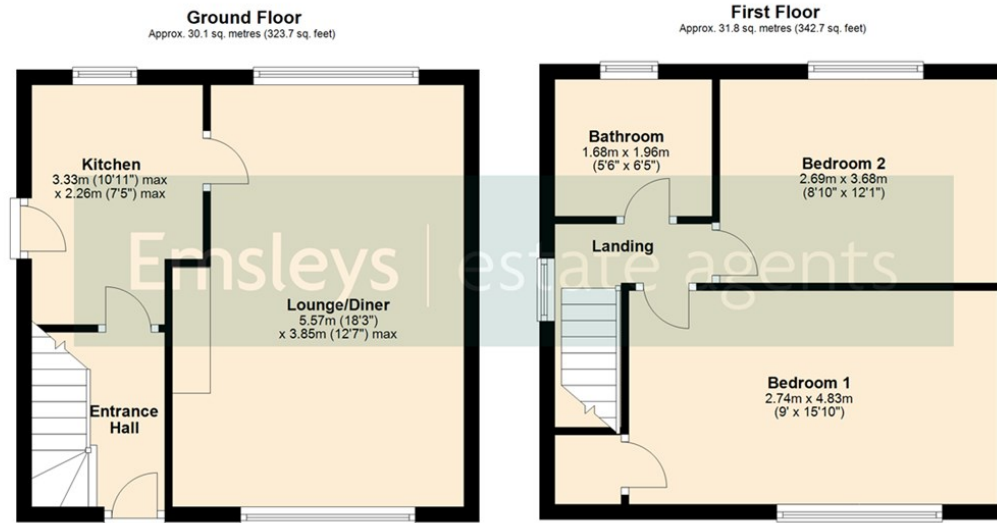 Ground Floor
Approx. 30.1 sq. metres (323.7 sq. feet)
Kitchen
3.33m (10'11") max
x 2.26m (7'5") max
Lounge/Diner
5.57m (18'3")
x 3.85m (12'7") max
Entrance
Hall
First Floor
Approx. 31.8 sq. metres (342.7 sq. feet)
Bathroom
1.68m x 1.96m
(5'6" x 6'5")
Bedroom 2
2.69m x 3.68m
(8'10" x 12'1")
Landing
Bedroom 1
2.74m x 4.83m
(9' x 15'10")
Emsleys | estate agents